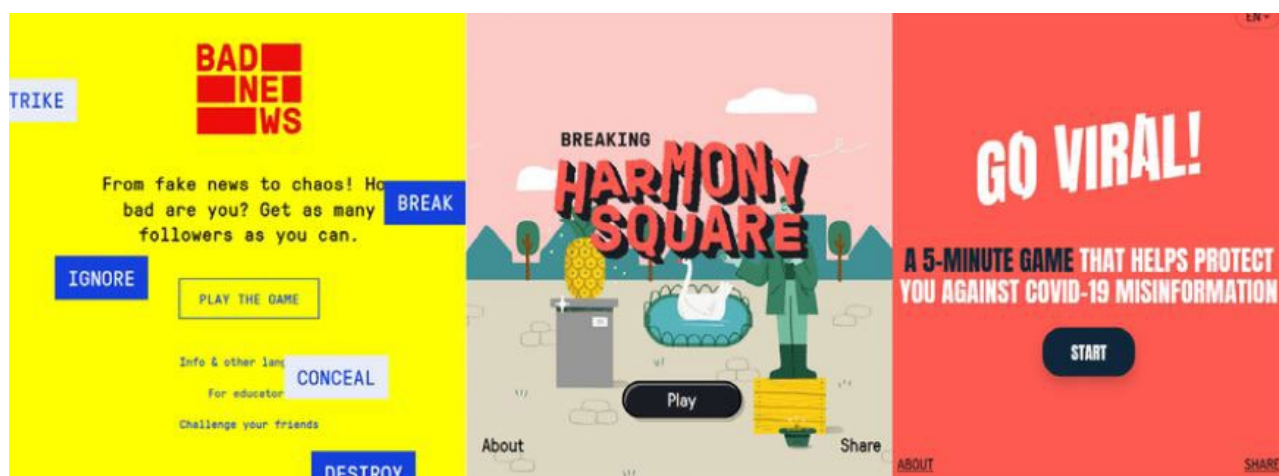 BAD
NE
WS
TRIKE
From fake news to chaos! Ho
bad are you? Get as many
followers as you can.
BREAK
IGNORE
PLAY THE GAME
Info & other lang
CONCEAL
For educator
Challenge your friends
DESTROY
BREAKING
HARMONY
SQUARE
Play
About
Share
EN
GO VIRAL!
A 5-MINUTE GAME THAT HELPS PROTECT
YOU AGAINST COVID-19 MISINFORMATION
START
ABOUT
SHARE